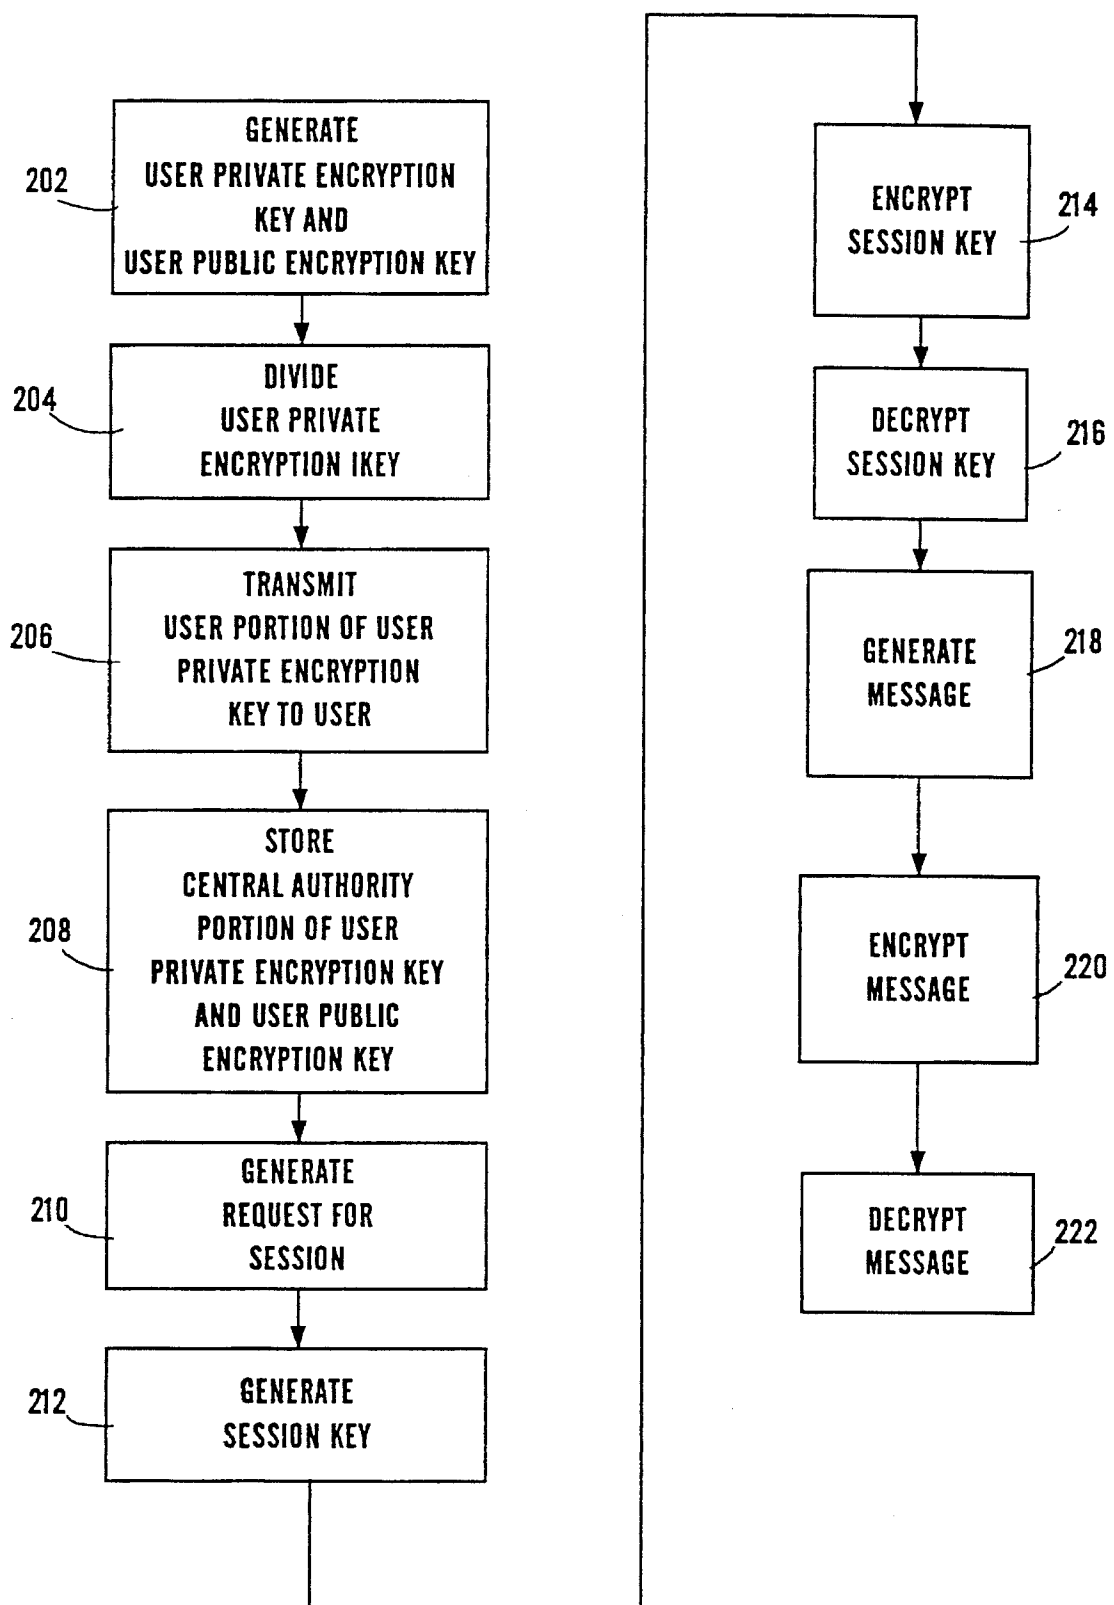 202
GENERATE
USER PRIVATE ENCRYPTION
KEY AND
USER PUBLIC ENCRYPTION KEY
204
DIVIDE
USER PRIVATE
ENCRYPTION IKEY
206
TRANSMIT
USER PORTION OF USER
PRIVATE ENCRYPTION
KEY TO USER
208
STORE
CENTRAL AUTHORITY
PORTION OF USER
PRIVATE ENCRYPTION KEY
AND USER PUBLIC
ENCRYPTION KEY
210
GENERATE
REQUEST FOR
SESSION
212
GENERATE
SESSION KEY
ENCRYPT
SESSION KEY
214
DECRYPT
SESSION KEY
216
GENERATE
MESSAGE
218
ENCRYPT
MESSAGE
220
DECRYPT
MESSAGE
222